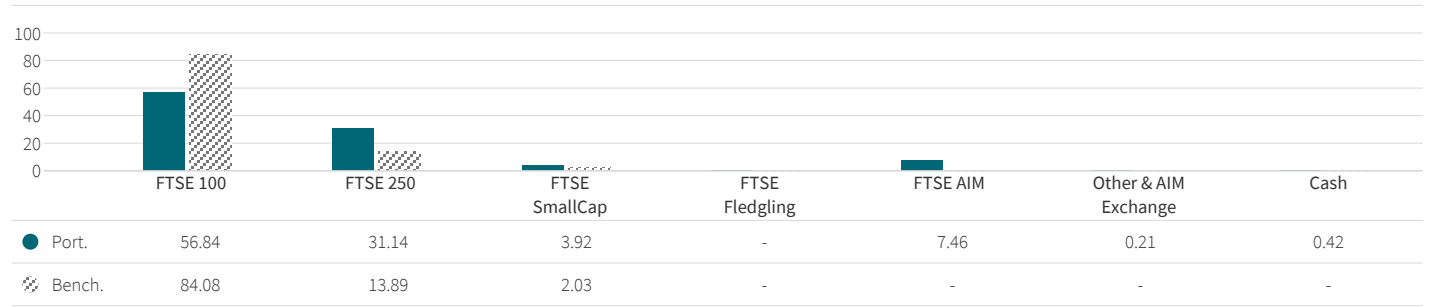 100
80
60
40
20
0
FTSE 100 FTSE 250 FTSE FTSE FTSE AIM Other & AIM Cash
SmallCap Fledgling Exchange
Port. 56.84 31.14 3.92 - 7.46 0.21 0.42
Bench. 84.08 13.89 2.03 - - - -